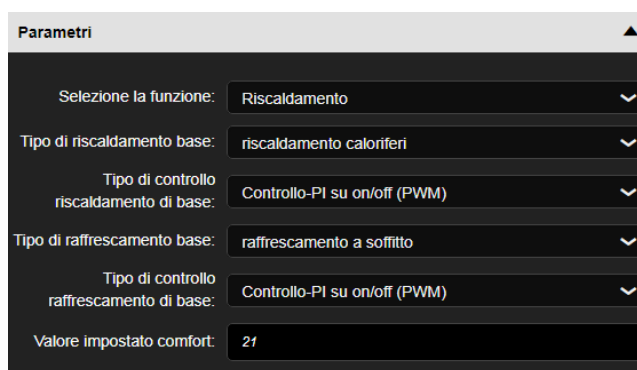 Parametri
Selezione la funzione: Riscaldamento
Tipo di riscaldamento base: riscaldamento caloriferi
Tipo di controllo
riscaldamento di base: Controllo-PI su on/off (PWM)
Tipo di raffrescamento base: raffrescamento a soffitto
Tipo di controllo
raffrescamento di base: Controllo-PI su on/off (PWM)
Valore impostato comfort: 21